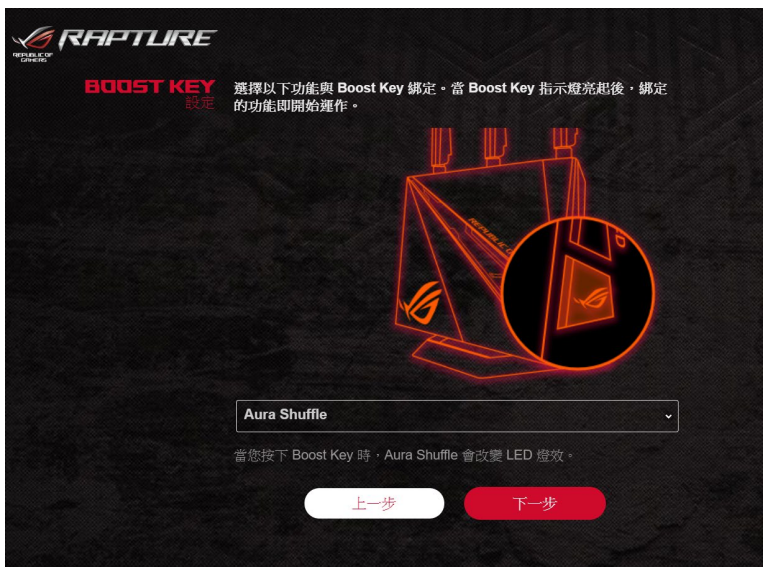 REPUBLIC OF
GAMERS
RAPTURE
BOOST KEY
設定
選擇以下功能與 Boost Key 綁定。當 Boost Key 指示燈亮起後，綁定
的功能即開始運作。
REPUBLIC O
Aura Shuffle
當您按下 Boost Key 時，Aura Shuffle 會改變 LED 燈效。
上一步
下一步